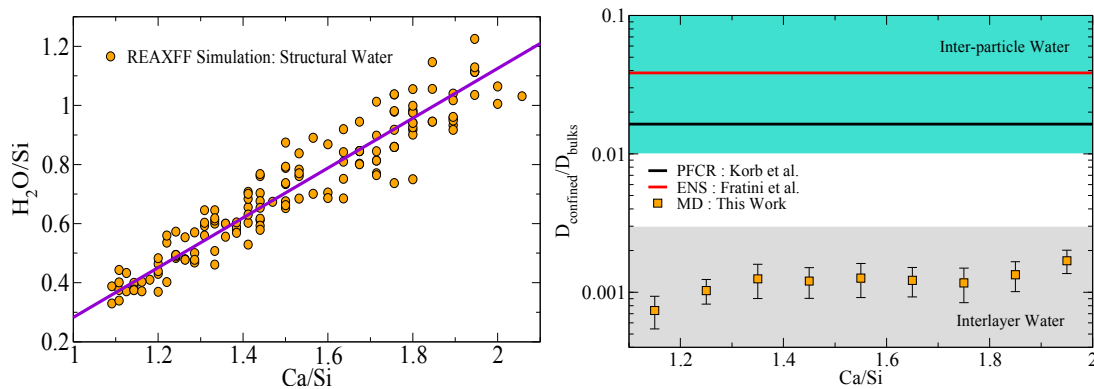 1.2
1
0.8
0.6
0.4
0.2
H₂O/Si
REAXFF Simulation: Structural Water
1 1.2 1.4 1.6 1.8 2
Ca/Si
0.1
0.01
0.001
D_confined/D_bulks
Inter-particle Water
PFCR : Korb et al.
ENS : Fratini et al.
MD : This Work
Interlayer Water
1.2 1.4 1.6 1.8 2
Ca/Si